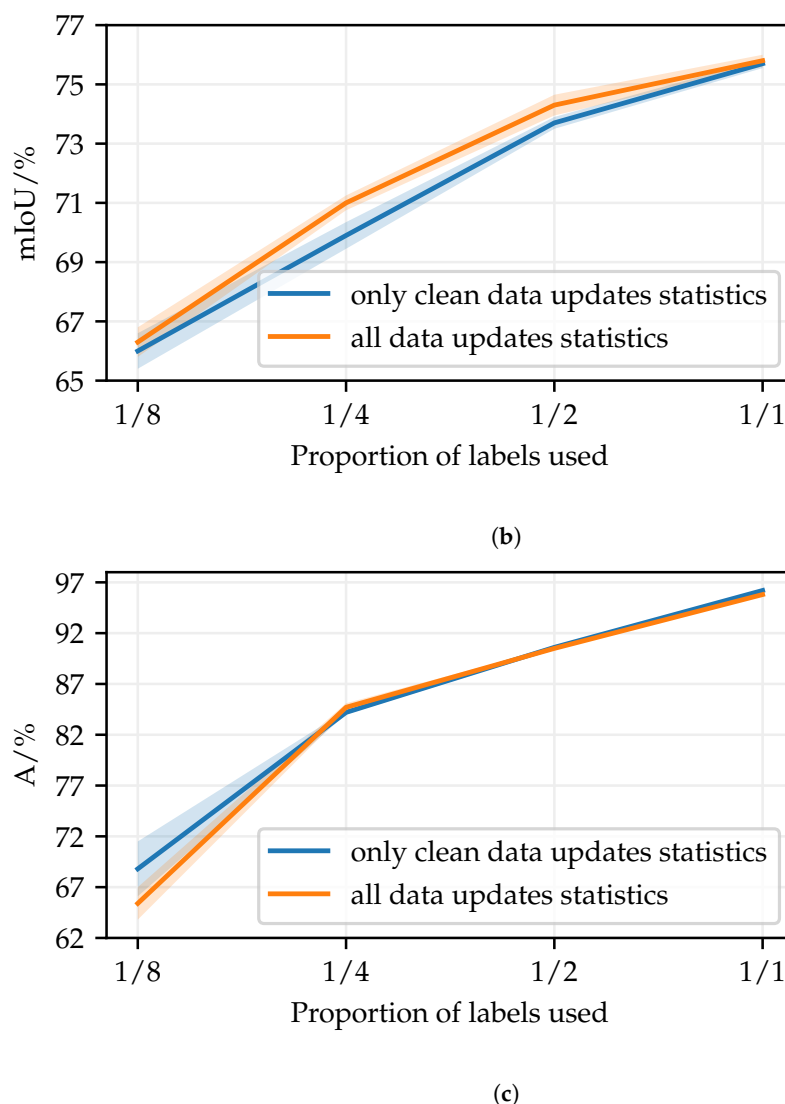 77
75
73
71
69
67
65
mIoU/%
only clean data updates statistics
all data updates statistics
1/8 1/4 1/2 1/1
Proportion of labels used
(b)
97
92
87
82
77
72
67
62
A/%
only clean data updates statistics
all data updates statistics
1/8 1/4 1/2 1/1
Proportion of labels used
(c)